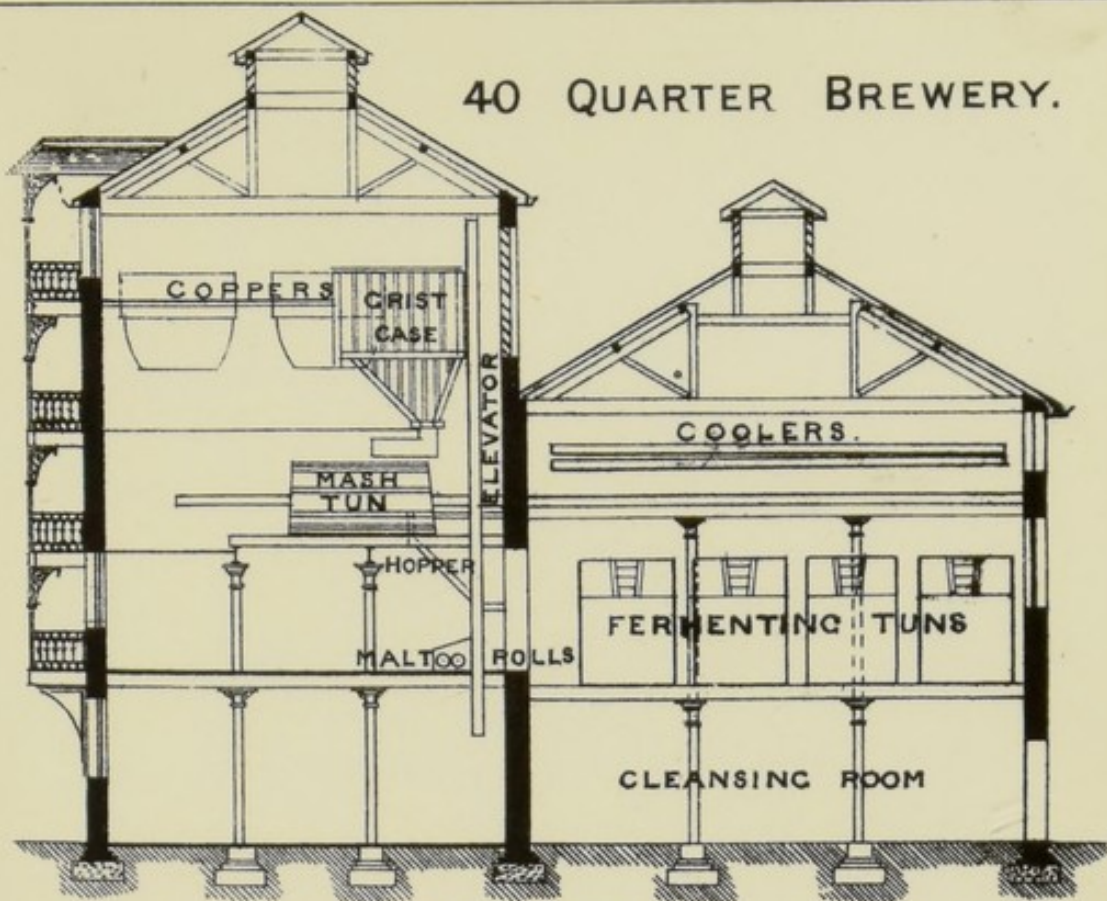 40 QUARTER BREWERY.
COPPERS
GRIST
CASE
ELEVATOR
COOLERS.
MASH
TUN
HOPPER
FERMENTING TUNS
MALT ROLLS
CLEANSING ROOM